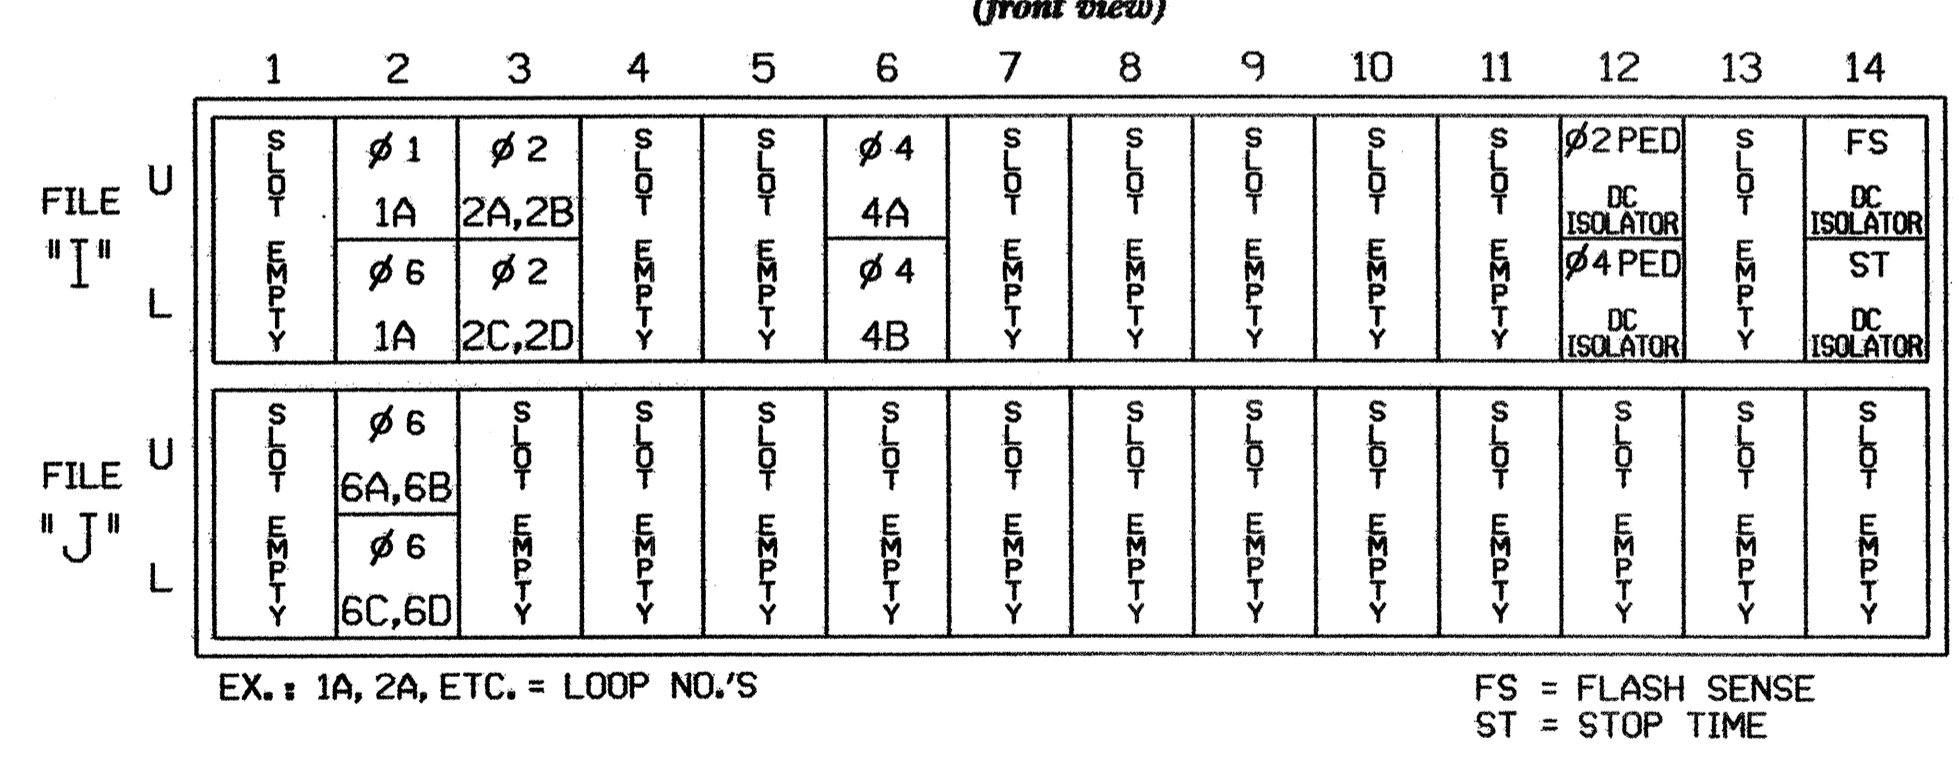 (front view)
1 2 3 4 5 6 7 8 9 10 11 12 13 14
FILE "I"
U
L
SLOT EMPTY
Ø 1
1A
Ø 6
1A
Ø 2
2A,2B
Ø 2
2C,2D
SLOT EMPTY
SLOT EMPTY
Ø 4
4A
Ø 4
4B
SLOT EMPTY
SLOT EMPTY
SLOT EMPTY
SLOT EMPTY
SLOT EMPTY
Ø2PED
DC
ISOLATOR
Ø4PED
DC
ISOLATOR
SLOT EMPTY
FS
DC
ISOLATOR
ST
DC
ISOLATOR
FILE "J"
U
L
SLOT EMPTY
Ø 6
6A,6B
Ø 6
6C,6D
SLOT EMPTY
SLOT EMPTY
SLOT EMPTY
SLOT EMPTY
SLOT EMPTY
SLOT EMPTY
SLOT EMPTY
SLOT EMPTY
SLOT EMPTY
SLOT EMPTY
SLOT EMPTY
SLOT EMPTY
EX.: 1A, 2A, ETC. = LOOP NO.'S
FS = FLASH SENSE
ST = STOP TIME